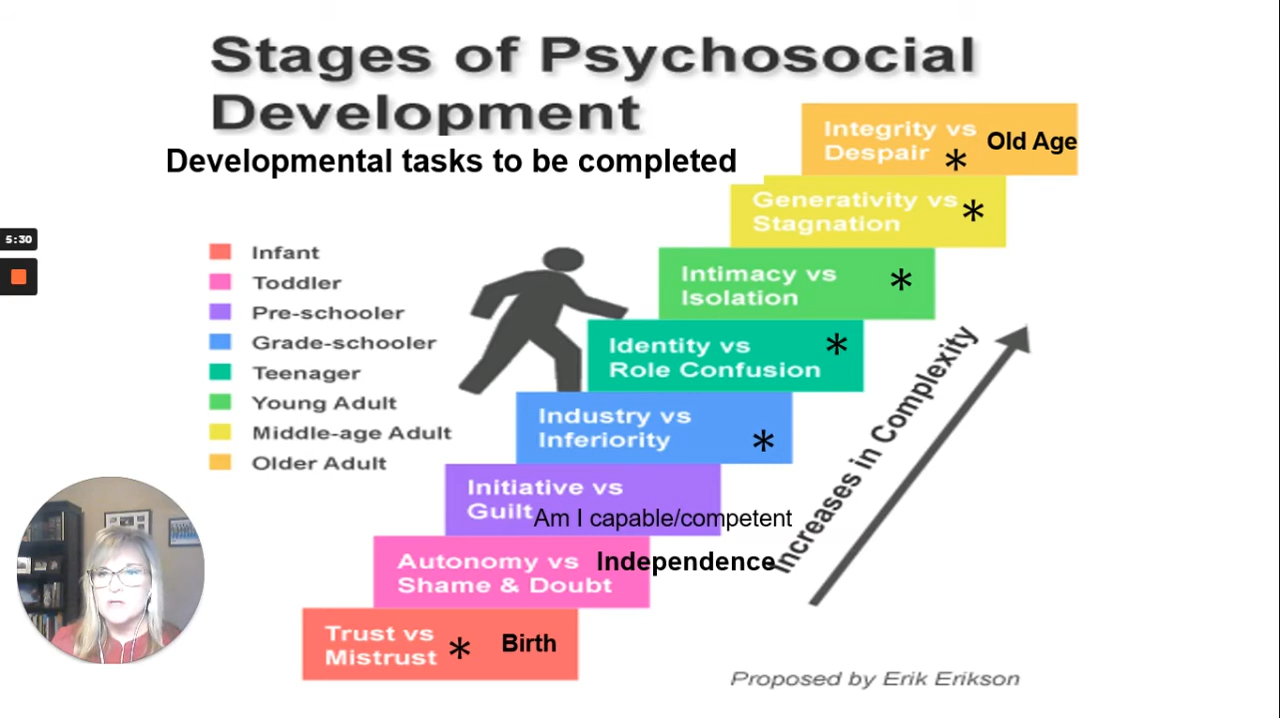 Stages of Psychosocial
Development
Developmental tasks to be completed
Integrity vs
Despair *
Old Age
Generativity vs
Stagnation *
Intimacy vs
Isolation *
Identity vs
Role Confusion *
Industry vs
Inferiority *
Initiative vs
Guilt
Am I capable/competent
Autonomy vs
Shame & Doubt
Independence
Trust vs
Mistrust *
Birth
5:30
Infant
Toddler
Pre-schooler
Grade-schooler
Teenager
Young Adult
Middle-age Adult
Older Adult
Increases in Complexity
Proposed by Erik Erikson